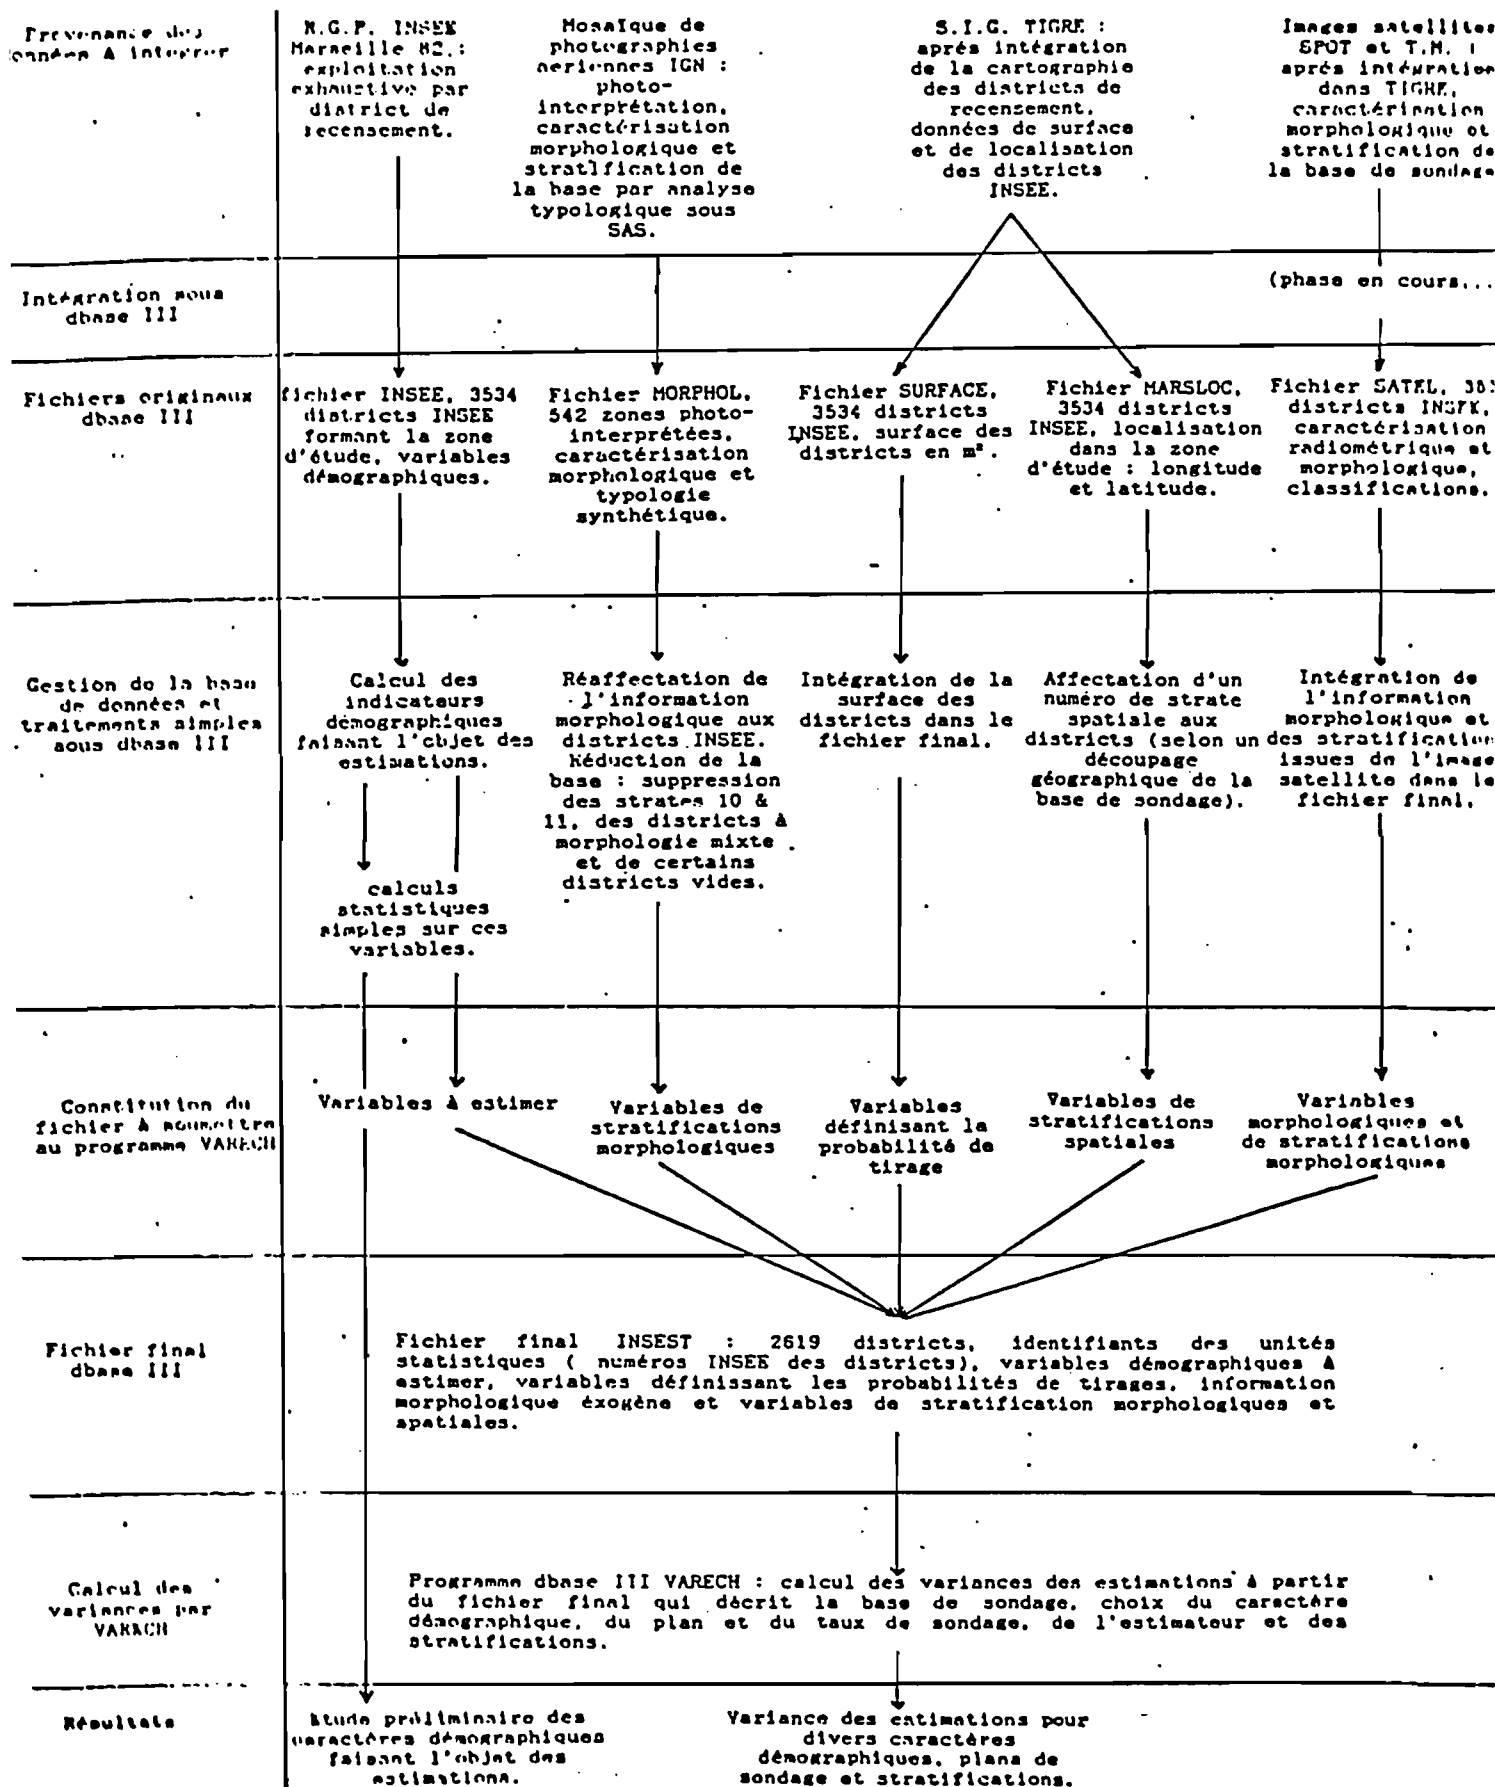 Provenance des
données à intégrer
R.G.P. INSEE
Marseille 82.:
exploitation
exhaustive par
district de
recensement.
Mosaïque de
photographies
aeriennes IGN :
photo-
interprétation,
caractérisation
morphologique et
stratification de
la base par analyse
typologique sous
SAS.
S.I.G. TIGRE :
après intégration
de la cartographie
des districts de
recensement,
données de surface
et de localisation
des districts
INSEE.
Images satellites
SPOT et T.M. :
après intégration
dans TIGRE,
caractérisation
morphologique et
stratification de
la base de sondage
Intégration sous
dbase III
(phase en cours...
Fichiers originaux
dbase III
fichier INSEE, 3534
districts INSEE
formant la zone
d'étude, variables
démographiques.
Fichier MORPHOL,
542 zones photo-
interprétées,
caractérisation
morphologique et
typologie
synthétique.
Fichier SURFACE,
3534 districts
INSEE, surface des
districts en m².
Fichier MARSLOC,
3534 districts
INSEE, localisation
dans la zone
d'étude : longitude
et latitude.
Fichier SATEL,
districts INSEE,
caractérisation
radiométrique et
morphologique,
classifications.
Gestion de la base
de données et
traitements simples
sous dbase III
Calcul des
indicateurs
démographiques
faisant l'objet des
estimations.
calculs
statistiques
simples sur ces
variables.
Réaffectation de
l'information
morphologique aux
districts INSEE.
Réduction de la
base : suppression
des strates 10 &
11, des districts à
morphologie mixte
et de certains
districts vides.
Intégration de la
surface des
districts dans le
fichier final.
Affectation d'un
numéro de strate
spatiale aux
districts (selon un
découpage
géographique de la
base de sondage).
Intégration de
l'information
morphologique et
des stratification
issues de l'image
satellite dans le
fichier final.
Constitution du
fichier à soumettre
au programme VARECH
Variables à estimer
Variables de
stratifications
morphologiques
Variables
définisant la
probabilité de
tirage
Variables de
stratifications
spatiales
Variables
morphologiques et
de stratifications
morphologiques
Fichier final
dbase III
Fichier final INSEST : 2619 districts, identifiants des unités
statistiques ( numéros INSEE des districts), variables démographiques à
estimer, variables définissant les probabilités de tirages, information
morphologique éxogène et variables de stratification morphologiques et
spatiales.
Calcul des
variances par
VARECH
Programme dbase III VARECH : calcul des variances des estimations à partir
du fichier final qui décrit la base de sondage, choix du caractère
démographique, du plan et du taux de sondage, de l'estimateur et des
stratifications.
Résultats
Etude préliminaire des
caractères démographiques
faisant l'objet des
estimations.
Variance des estimations pour
divers caractères
démographiques, plans de
sondage et stratifications.